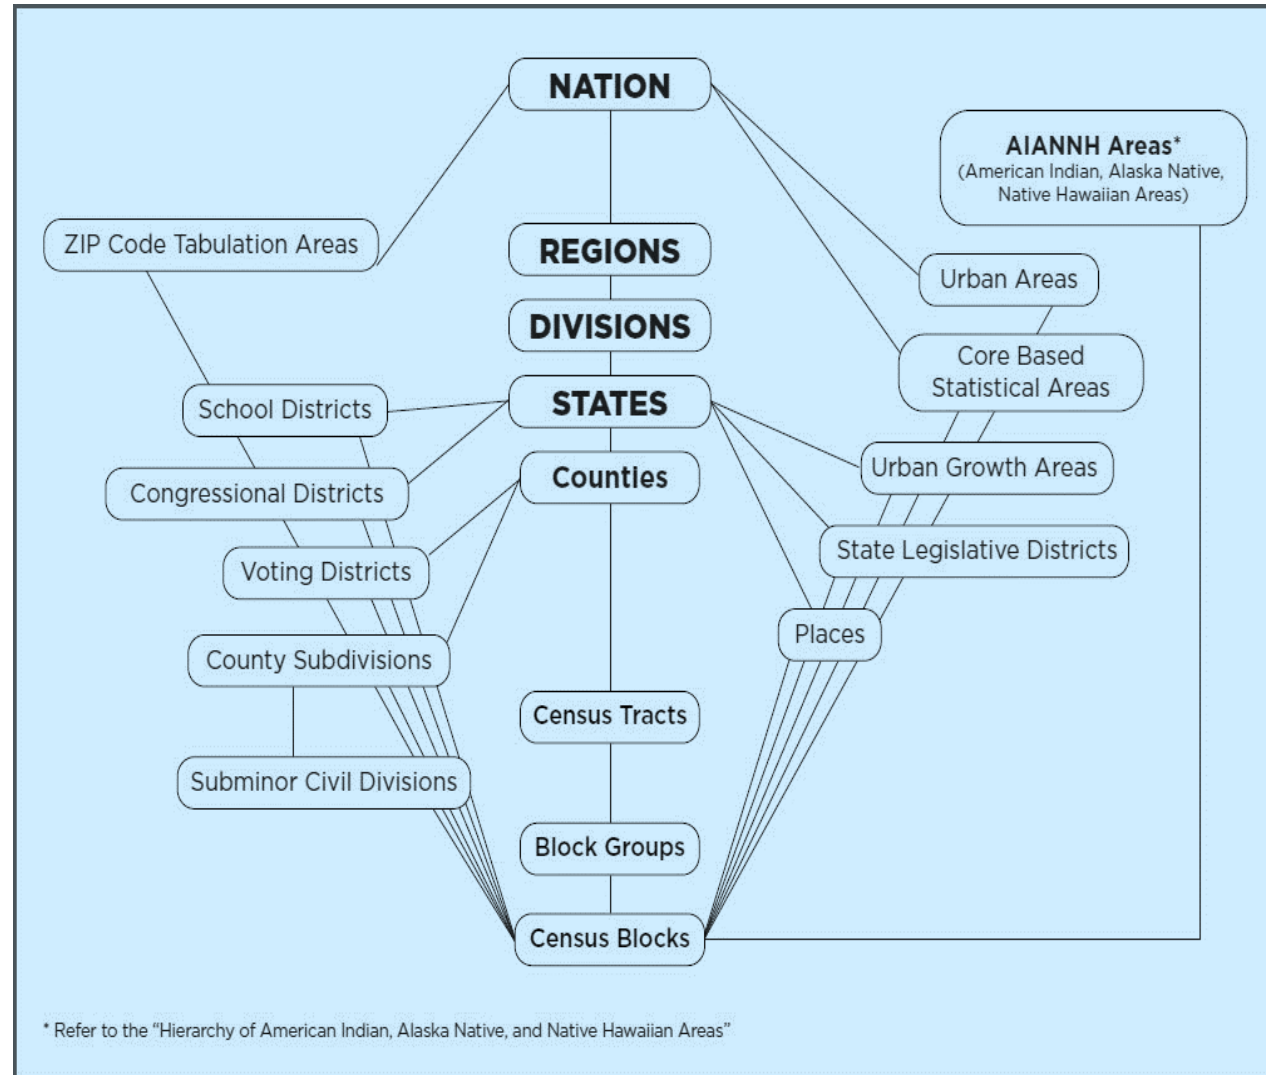 NATION
AIANNH Areas*
(American Indian, Alaska Native,
Native Hawaiian Areas)
ZIP Code Tabulation Areas
REGIONS
Urban Areas
DIVISIONS
Core Based
Statistical Areas
School Districts
STATES
Congressional Districts
Counties
Urban Growth Areas
Voting Districts
State Legislative Districts
County Subdivisions
Places
Census Tracts
Subminor Civil Divisions
Block Groups
Census Blocks
* Refer to the “Hierarchy of American Indian, Alaska Native, and Native Hawaiian Areas”